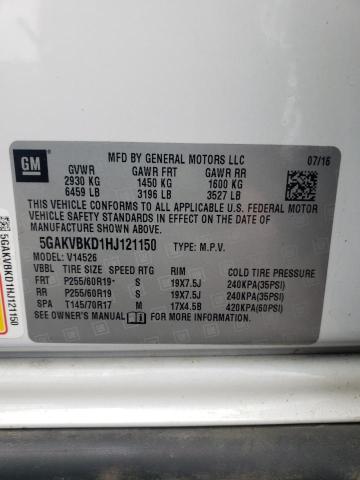 GM
MFD BY GENERAL MOTORS LLC 07/16
GVWR GAWR FRT GAWR RR
2930 KG 1450 KG 1600 KG
6459 LB 3196 LB 3527 LB
THIS VEHICLE CONFORMS TO ALL APPLICABLE U.S. FEDERAL
MOTOR VEHICLE SAFETY AND THEFT PREVENTION STANDARDS
IN EFFECT ON THE DATE OF MANUFACTURE SHOWN ABOVE.
5GAKVBKD1HJ121150 TYPE: M.P.V.
MODEL: V14526
VBBL TIRE SIZE SPEED RTG RIM COLD TIRE PRESSURE
FRT P255/60R19 S 19X7.5J 240KPA(35PSI)
RR P255/60R19 S 19X7.5J 240KPA(35PSI)
SPA T145/70R17 M 17X4.5B 420KPA(60PSI)
SEE OWNER'S MANUAL FOR MORE INFORMATION.
5GAKVBKD1HJ121150